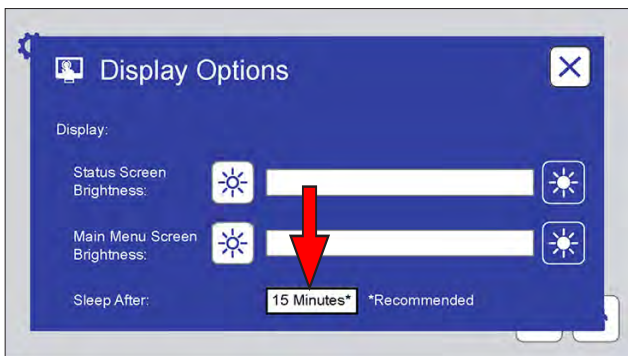 Display Options
Display:
Status Screen
Brightness:
Main Menu Screen
Brightness:
Sleep After:
15 Minutes*
*Recommended